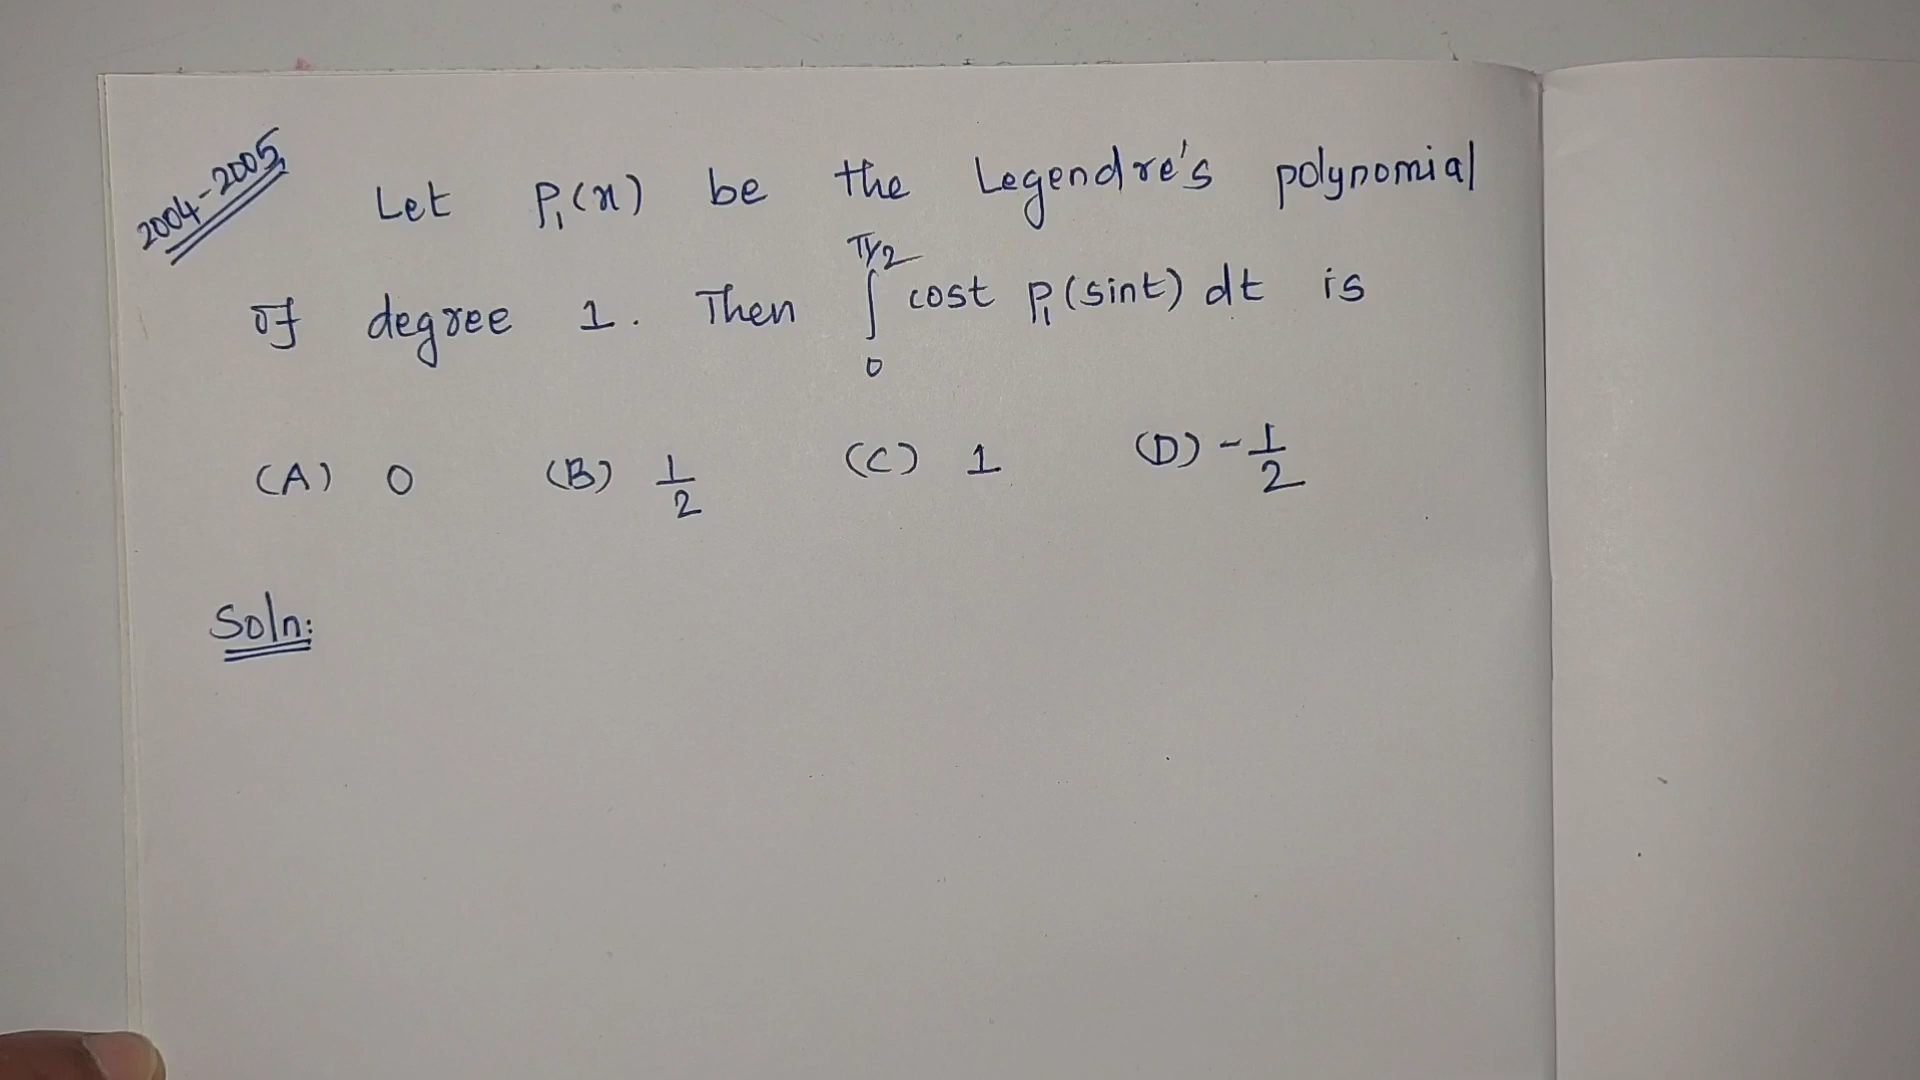 2004-2005
Let P₁(x) be the Legendre's polynomial
of degree 1. Then ∫₀^{π/2} cost P₁(sint) dt is
(A) 0 (B) 1/2 (C) 1 (D) -1/2
Soln: